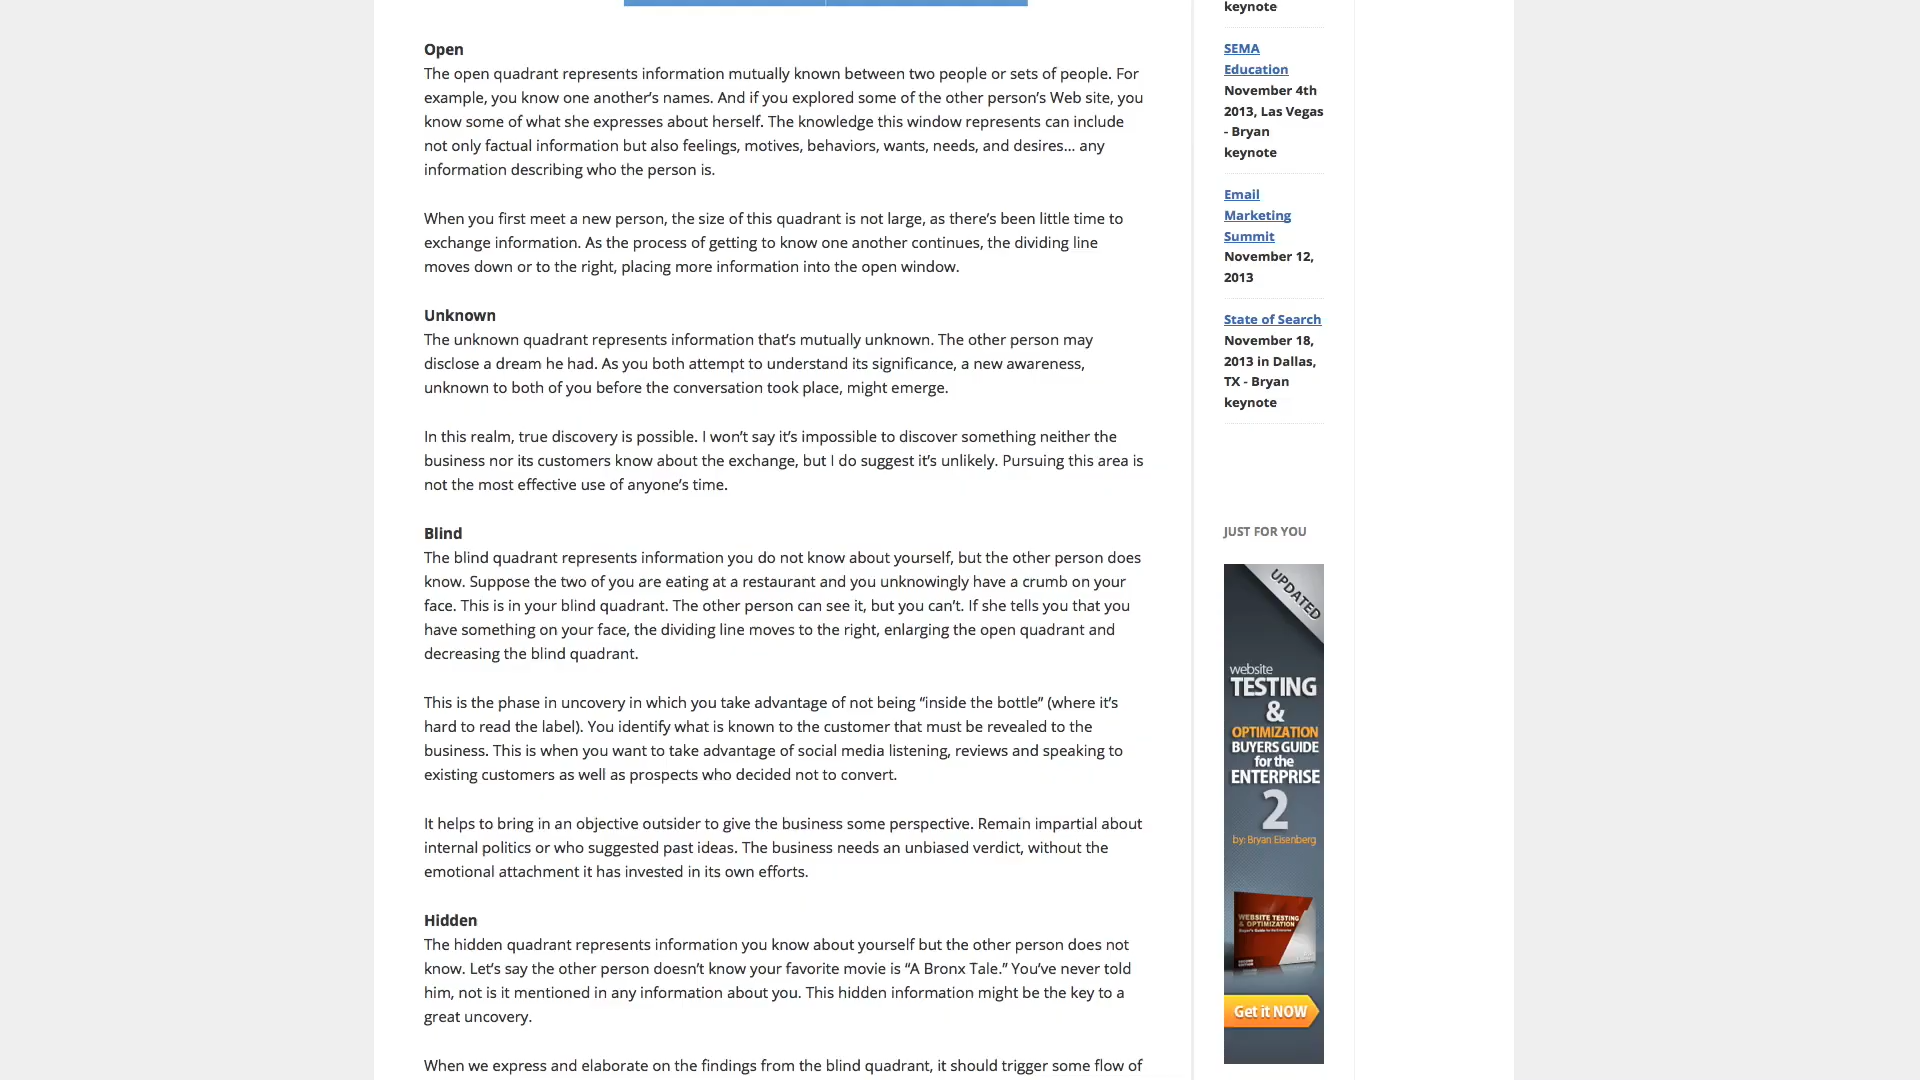 Open
The open quadrant represents information mutually known between two people or sets of people. For
example, you know one another’s names. And if you explored some of the other person’s Web site, you
know some of what she expresses about herself. The knowledge this window represents can include
not only factual information but also feelings, motives, behaviors, wants, needs, and desires… any
information describing who the person is.
When you first meet a new person, the size of this quadrant is not large, as there’s been little time to
exchange information. As the process of getting to know one another continues, the dividing line
moves down or to the right, placing more information into the open window.
Unknown
The unknown quadrant represents information that’s mutually unknown. The other person may
disclose a dream he had. As you both attempt to understand its significance, a new awareness,
unknown to both of you before the conversation took place, might emerge.
In this realm, true discovery is possible. I won’t say it’s impossible to discover something neither the
business nor its customers know about the exchange, but I do suggest it’s unlikely. Pursuing this area is
not the most effective use of anyone’s time.
Blind
The blind quadrant represents information you do not know about yourself, but the other person does
know. Suppose the two of you are eating at a restaurant and you unknowingly have a crumb on your
face. This is in your blind quadrant. The other person can see it, but you can’t. If she tells you that you
have something on your face, the dividing line moves to the right, enlarging the open quadrant and
decreasing the blind quadrant.
This is the phase in uncovery in which you take advantage of not being “inside the bottle” (where it’s
hard to read the label). You identify what is known to the customer that must be revealed to the
business. This is when you want to take advantage of social media listening, reviews and speaking to
existing customers as well as prospects who decided not to convert.
It helps to bring in an objective outsider to give the business some perspective. Remain impartial about
internal politics or who suggested past ideas. The business needs an unbiased verdict, without the
emotional attachment it has invested in its own efforts.
Hidden
The hidden quadrant represents information you know about yourself but the other person does not
know. Let’s say the other person doesn’t know your favorite movie is “A Bronx Tale.” You’ve never told
him, not is it mentioned in any information about you. This hidden information might be the key to a
great uncovery.
When we express and elaborate on the findings from the blind quadrant, it should trigger some flow of
keynote
SEMA
Education
November 4th
2013, Las Vegas
- Bryan
keynote
Email
Marketing
Summit
November 12,
2013
State of Search
November 18,
2013 in Dallas,
TX - Bryan
keynote
JUST FOR YOU
UPDATED
website
TESTING
&
OPTIMIZATION
BUYERS GUIDE
for the
ENTERPRISE
2
by: Bryan Eisenberg
WEBSITE TESTING
& OPTIMIZATION
Get it NOW